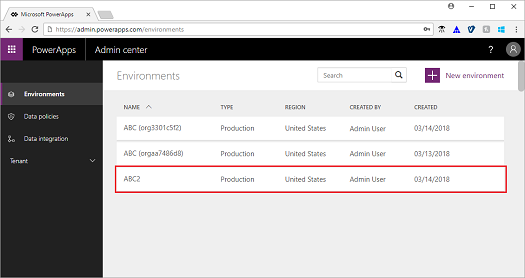 Microsoft PowerApps
https://admin.powerapps.com/environments
PowerApps Admin center ?
Environments
Search
New environment
Environments
Data policies
Data integration
Tenant
NAME TYPE REGION CREATED BY CREATED
ABC (org3301c5f2) Production United States Admin User 03/14/2018
ABC (orgaa7486d8) Production United States Admin User 03/13/2018
ABC2 Production United States Admin User 03/14/2018